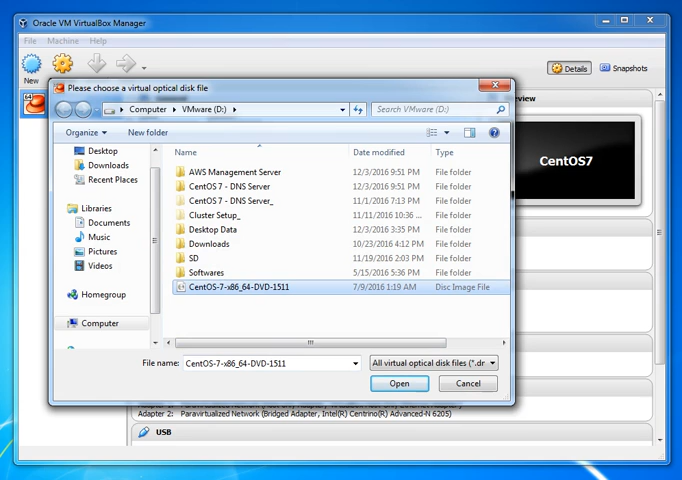 Oracle VM VirtualBox Manager
File Machine Help
New
Details Snapshots
64
Please choose a virtual optical disk file
Computer VMware (D:)
Search VMware (D:)
Organize New folder
Name Date modified Type
Desktop
Downloads
Recent Places
Libraries
Documents
Music
Pictures
Videos
Homegroup
Computer
AWS Management Server 12/3/2016 9:51 PM File folder
CentOS 7 - DNS Server 12/3/2016 9:51 PM File folder
CentOS 7 - DNS Server_ 11/1/2016 7:13 PM File folder
Cluster Setup_ 11/11/2016 10:36 ... File folder
Desktop Data 12/3/2016 3:35 PM File folder
Downloads 10/23/2016 4:12 PM File folder
SD 11/19/2016 2:03 PM File folder
Softwares 5/15/2016 5:36 PM File folder
CentOS-7-x86_64-DVD-1511 7/9/2016 1:19 AM Disc Image File
File name: CentOS-7-x86_64-DVD-1511
All virtual optical disk files (*.dr
Open Cancel
CentOS7
Adapter 2: Paravirtualized Network (Bridged Adapter, Intel(R) Centrino(R) Advanced-N 6205)
USB